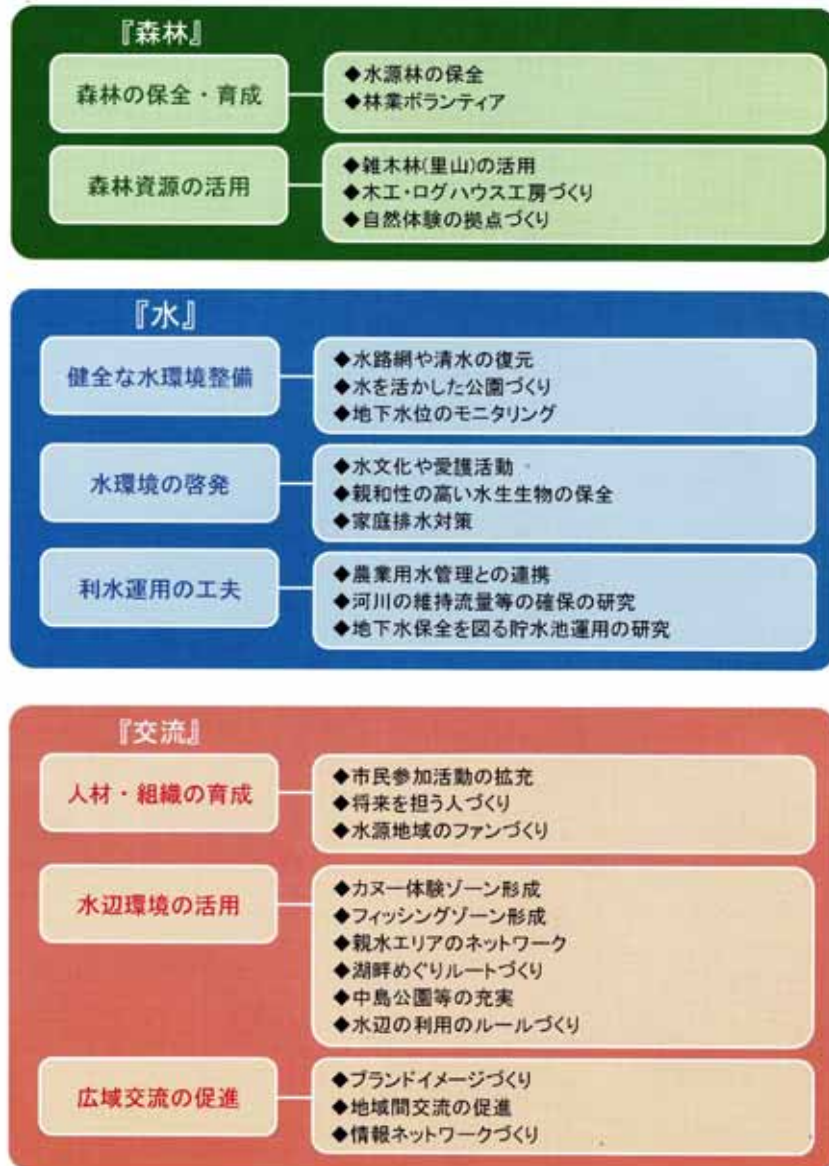 『森林』
森林の保全・育成
◆水源林の保全
◆林業ボランティア
森林資源の活用
◆雑木林(里山)の活用
◆木工・ログハウス工房づくり
◆自然体験の拠点づくり
『水』
健全な水環境整備
◆水路網や清水の復元
◆水を活かした公園づくり
◆地下水位のモニタリング
水環境の啓発
◆水文化や愛護活動
◆親和性の高い水生生物の保全
◆家庭排水対策
利水運用の工夫
◆農業用水管理との連携
◆河川の維持流量等の確保の研究
◆地下水保全を図る貯水池運用の研究
『交流』
人材・組織の育成
◆市民参加活動の拡充
◆将来を担う人づくり
◆水源地域のファンづくり
水辺環境の活用
◆カヌー体験ゾーン形成
◆フィッシングゾーン形成
◆親水エリアのネットワーク
◆湖畔めぐりルートづくり
◆中島公園等の充実
◆水辺の利用のルールづくり
広域交流の促進
◆ブランドイメージづくり
◆地域間交流の促進
◆情報ネットワークづくり